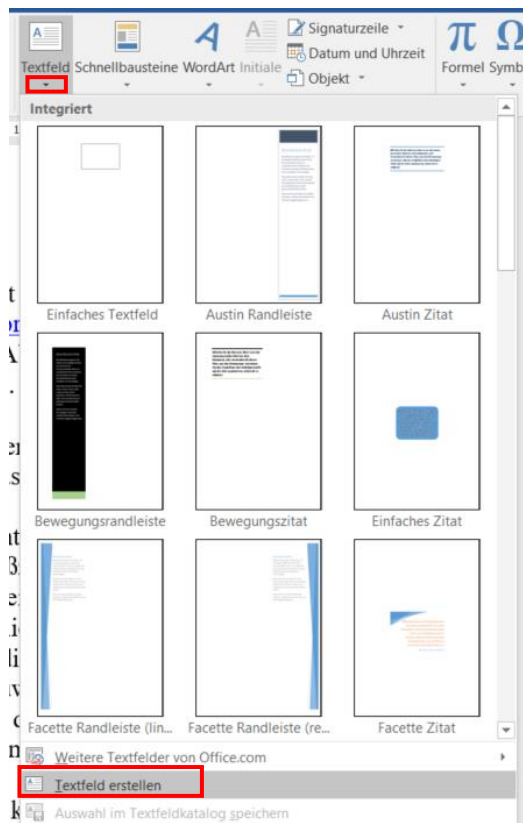 Signaturzeile
Datum und Uhrzeit
Objekt
Textfeld Schnellbausteine WordArt Initiale
Formel Symb
Integriert
Einfaches Textfeld
Austin Randleiste
Austin Zitat
Bewegungsrandleiste
Bewegungszitat
Einfaches Zitat
Facette Randleiste (lin...
Facette Randleiste (re...
Facette Zitat
Weitere Textfelder von Office.com
Textfeld erstellen
Auswahl im Textfeldkatalog speichern